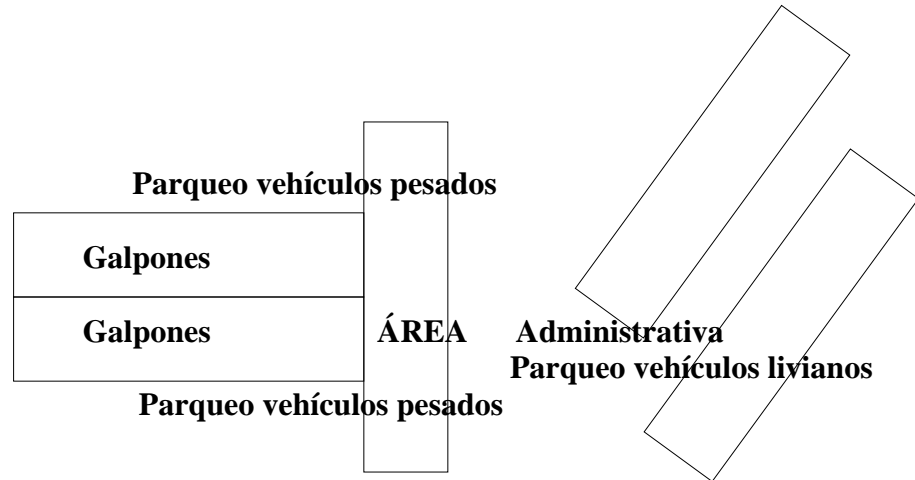 Parqueo vehículos pesados
Galpones
Galpones
ÁREA Administrativa
Parqueo vehículos livianos
Parqueo vehículos pesados